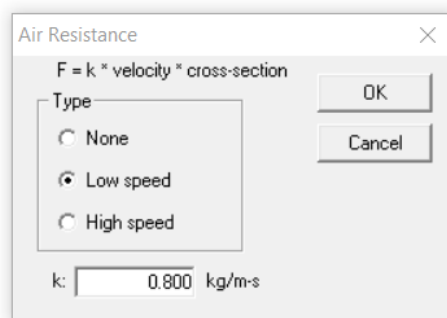 Air Resistance
F = k * velocity * cross-section
Type
None
Low speed
High speed
OK
Cancel
k: 0.800 kg/m-s